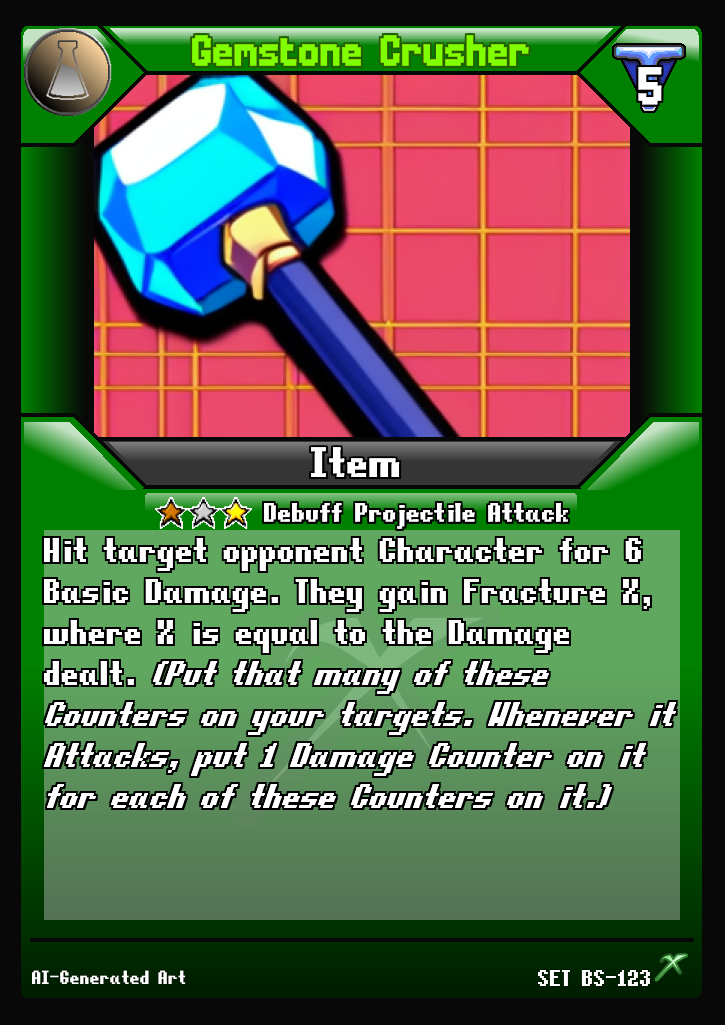 Gemstone Crusher
5
Item
Debuff Projectile Attack
Hit target opponent Character for 6
Basic Damage. They gain Fracture X,
where X is equal to the Damage
dealt. (Put that many of these
Counters on your targets. Whenever it
Attacks, put 1 Damage Counter on it
for each of these Counters on it.)
AI-Generated Art
SET BS-123